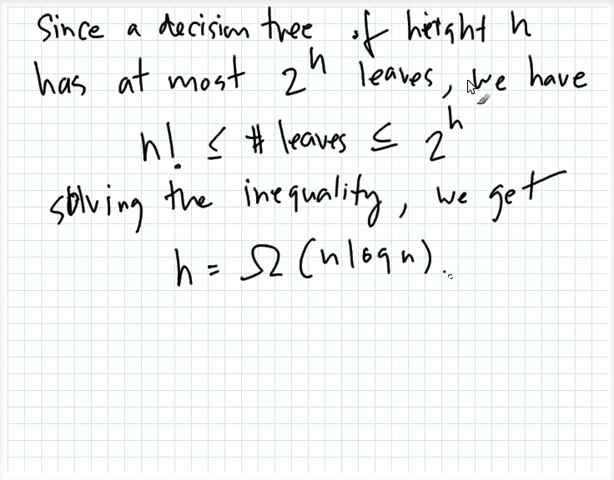 Since a decision tree of height h
has at most 2^h leaves, we have
n! ≤ # leaves ≤ 2^h
solving the inequality, we get
h = Ω(n log n).